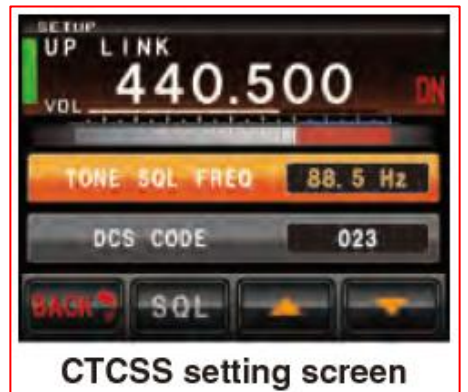 SETUP
UP LINK
440.500 DN
VOL
TONE SQL FREQ 88.5 Hz
DCS CODE 023
BACK SQL
CTCSS setting screen